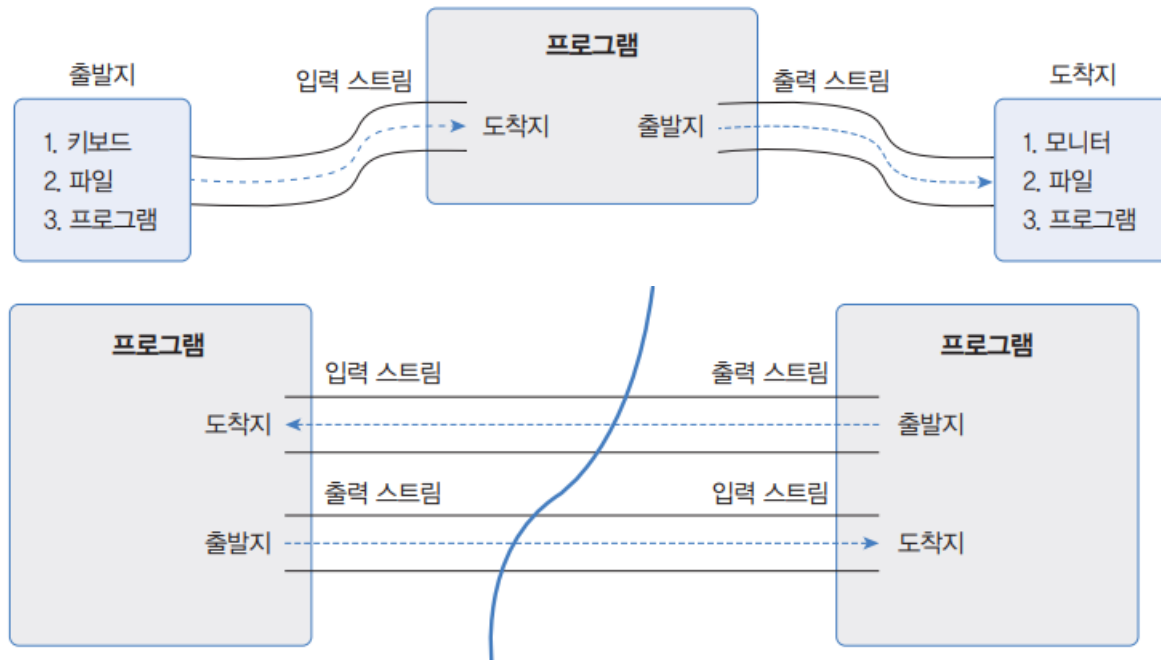 프로그램
출발지
입력 스트림
출력 스트림
도착지
1. 키보드
2. 파일
3. 프로그램
도착지
출발지
1. 모니터
2. 파일
3. 프로그램
프로그램
프로그램
입력 스트림
출력 스트림
도착지
출발지
출력 스트림
입력 스트림
출발지
도착지